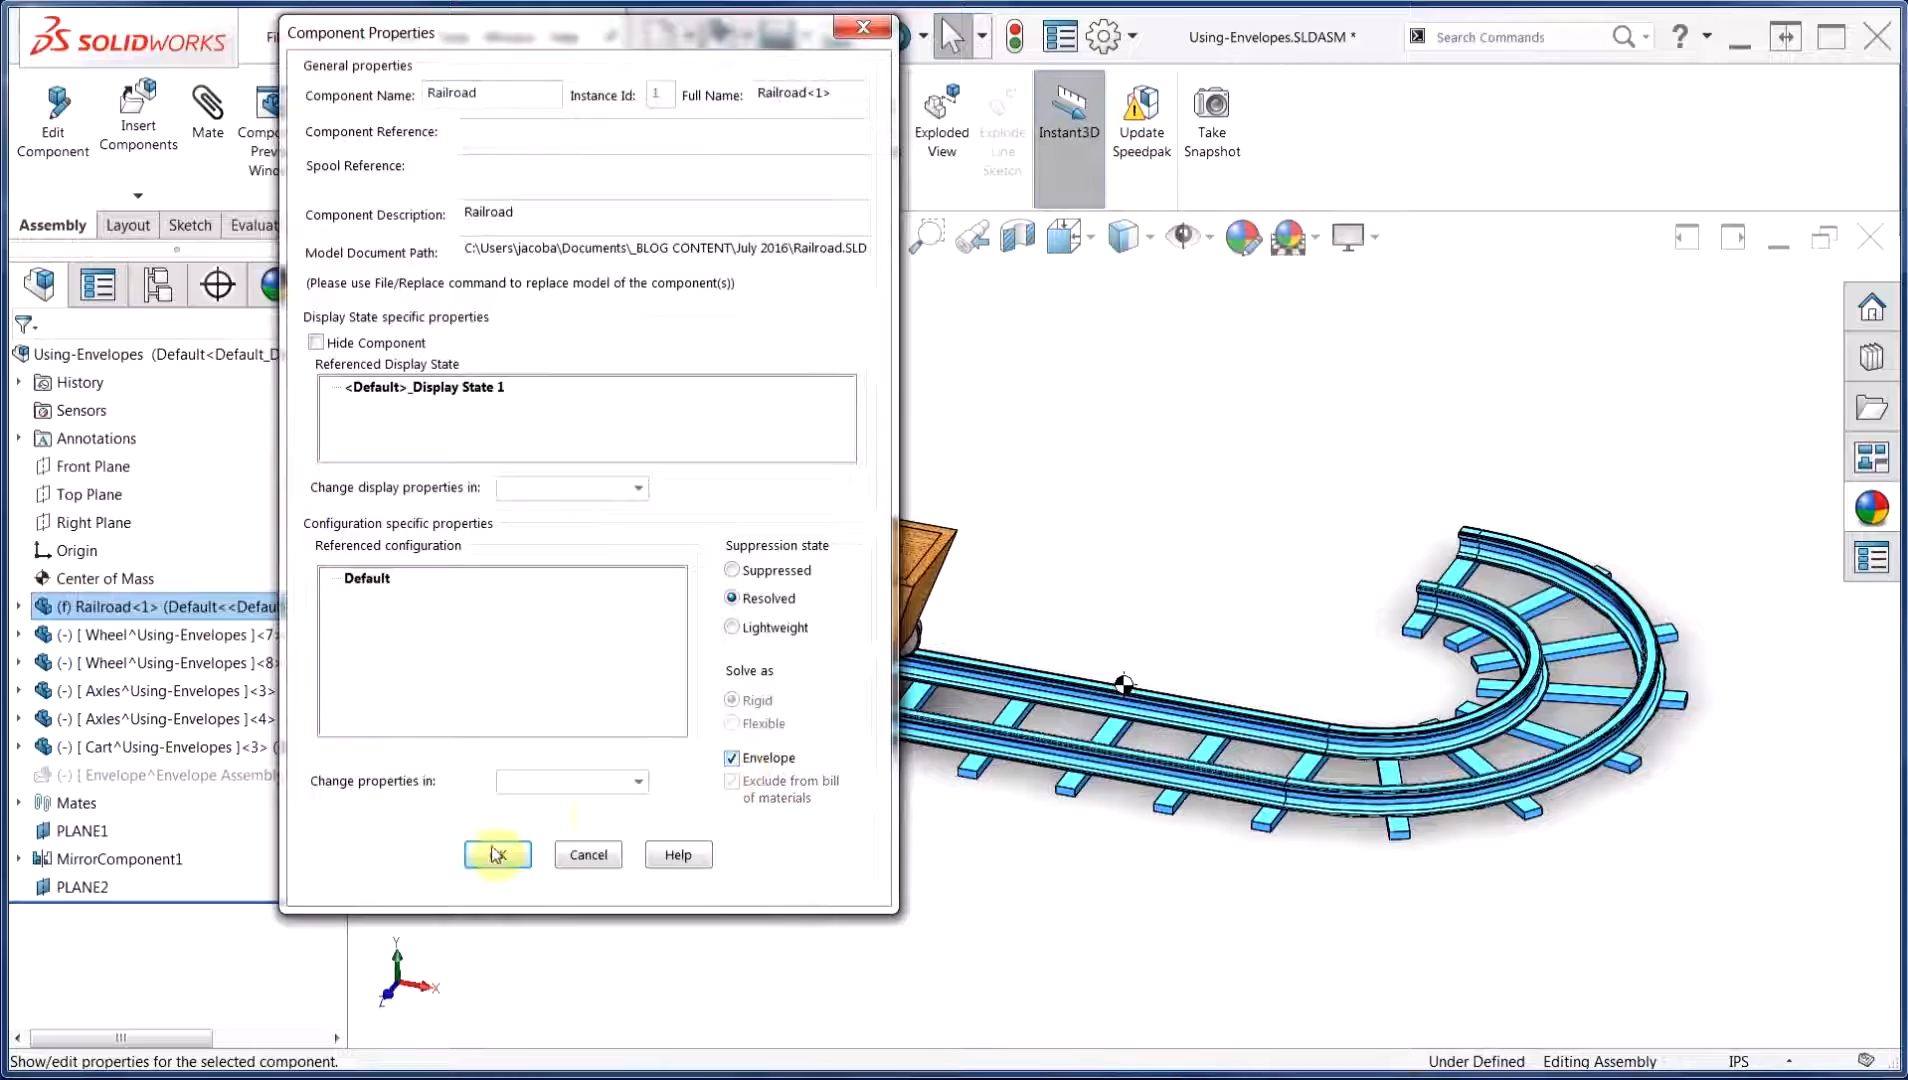 SOLIDWORKS
Component Properties
Using-Envelopes.SLDASM *
Search Commands
Edit
Component
Insert
Components
Mate
Exploded
View
Explode
Line
Sketch
Instant3D
Update
Speedpak
Take
Snapshot
Assembly
Layout
Sketch
General properties
Component Name:
Railroad
Instance Id:
1
Full Name:
Railroad<1>
Component Reference:
Spool Reference:
Component Description:
Railroad
Model Document Path:
C:\Users\jacoba\Documents\_BLOG CONTENT\July 2016\Railroad.SLD
(Please use File/Replace command to replace model of the component(s))
Display State specific properties
Hide Component
Referenced Display State
<Default>_Display State 1
Change display properties in:
Configuration specific properties
Referenced configuration
Default
Suppression state
Suppressed
Resolved
Lightweight
Solve as
Rigid
Flexible
Envelope
Exclude from bill
of materials
Change properties in:
Cancel
Help
Using-Envelopes (Default<Default_D
History
Sensors
Annotations
Front Plane
Top Plane
Right Plane
Origin
Center of Mass
(f) Railroad<1> (Default<<Defau
(-) [ Wheel^Using-Envelopes ]<7>
(-) [ Wheel^Using-Envelopes ]<8>
(-) [ Axles^Using-Envelopes ]<3>
(-) [ Axles^Using-Envelopes ]<4>
(-) [ Cart^Using-Envelopes ]<3> (
(-) [ Envelope^Envelope Assemb
Mates
PLANE1
MirrorComponent1
PLANE2
Y
X
Z
Show/edit properties for the selected component.
Under Defined
Editing Assembly
IPS